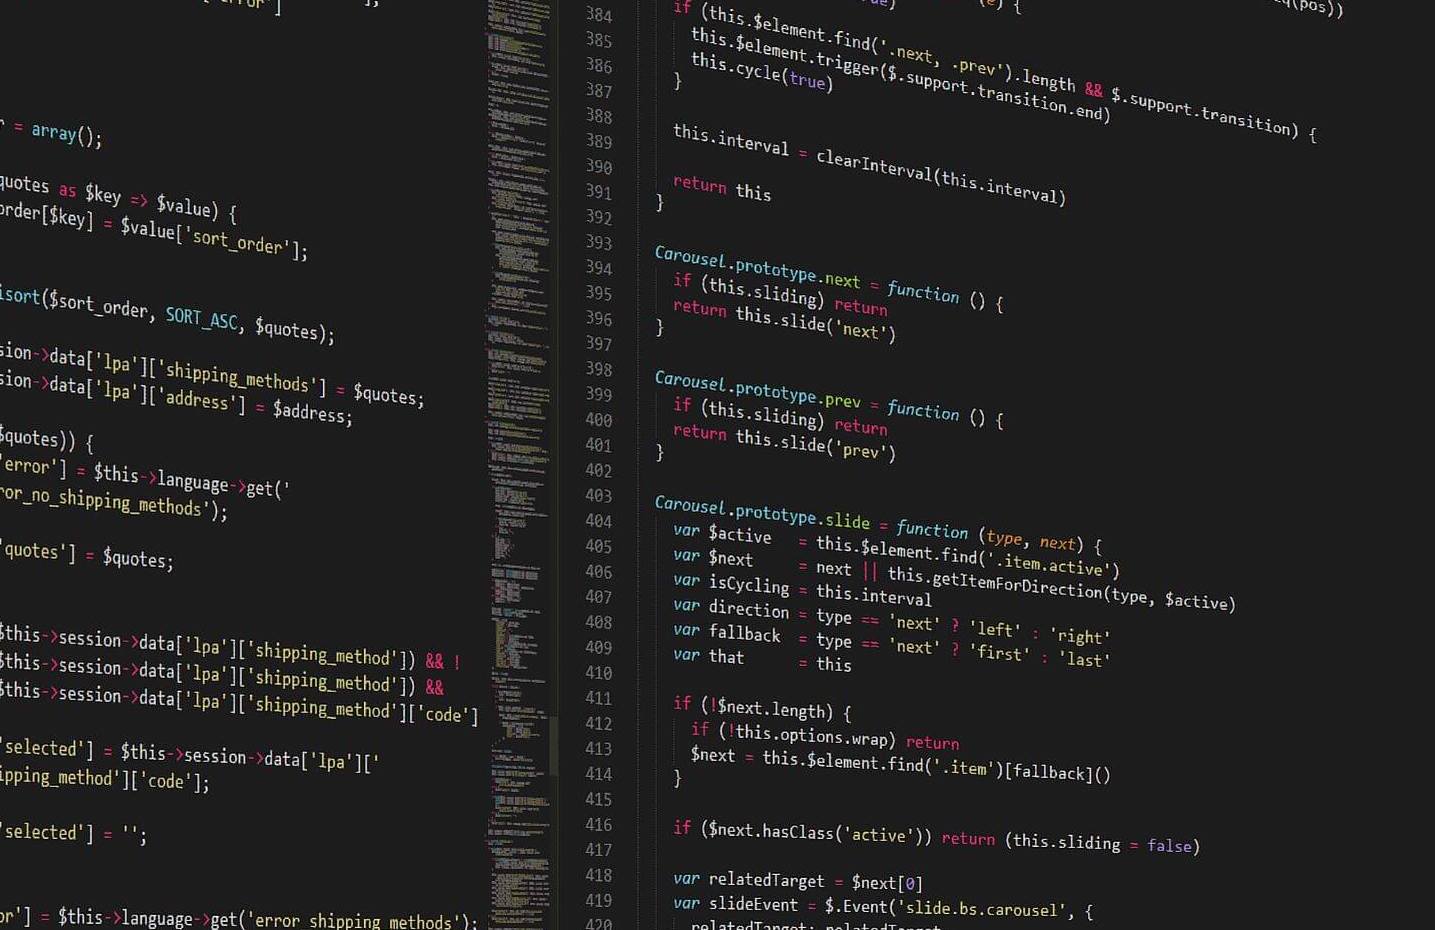 'error']
];
= array();
quotes as $key => $value) {
order[$key] = $value['sort_order'];
isort($sort_order, SORT_ASC, $quotes);
sion->data['lpa']['shipping_methods'] = $quotes;
sion->data['lpa']['address'] = $address;
$quotes)) {
'error'] = $this->language->get('
ror_no_shipping_methods');
'quotes'] = $quotes;
$this->session->data['lpa']['shipping_method']) && !
$this->session->data['lpa']['shipping_method']) &&
$this->session->data['lpa']['shipping_method']['code']
'selected'] = $this->session->data['lpa']['
ipping_method']['code'];
'selected'] = '';
or'] = $this->language->get('error_shipping_methods');
384
385
386
387
388
389
390
391
392
393
394
395
396
397
398
399
400
401
402
403
404
405
406
407
408
409
410
411
412
413
414
415
416
417
418
419
420
(e) {
q(pos))
if (this.$element.find('.next, .prev').length && $.support.transition) {
this.$element.trigger($.support.transition.end)
this.cycle(true)
}
this.interval = clearInterval(this.interval)
return this
}
Carousel.prototype.next = function () {
if (this.sliding) return
return this.slide('next')
}
Carousel.prototype.prev = function () {
if (this.sliding) return
return this.slide('prev')
}
Carousel.prototype.slide = function (type, next) {
var $active = this.$element.find('.item.active')
var $next = next || this.getItemForDirection(type, $active)
var isCycling = this.interval
var direction = type == 'next' ? 'left' : 'right'
var fallback = type == 'next' ? 'first' : 'last'
var that = this
if (!$next.length) {
if (!this.options.wrap) return
$next = this.$element.find('.item')[fallback]()
}
if ($next.hasClass('active')) return (this.sliding = false)
var relatedTarget = $next[0]
var slideEvent = $.Event('slide.bs.carousel', {
relatedTarget: relatedTarget